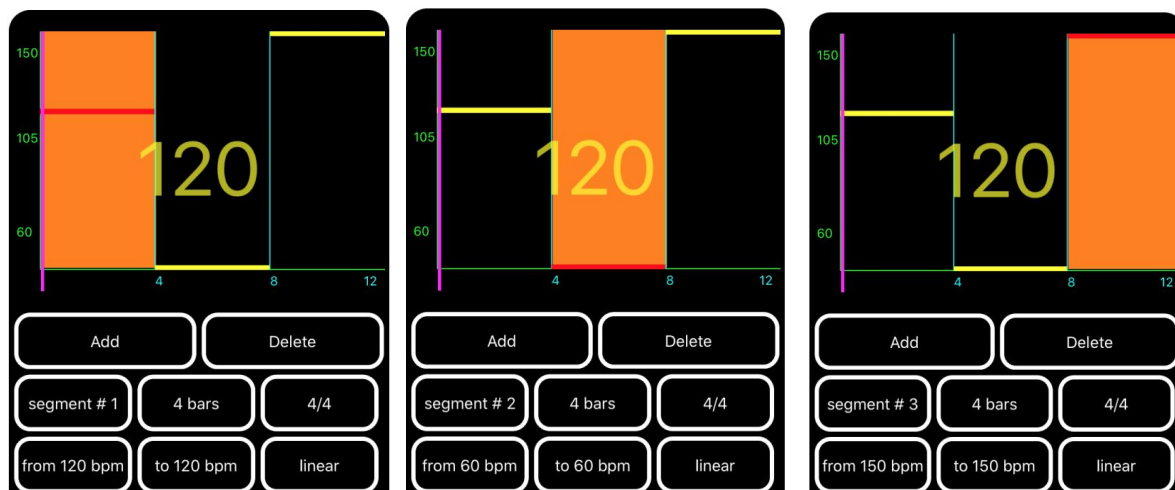 150
105
120
60
4 8 12
Add Delete
segment # 1 4 bars 4/4
from 120 bpm to 120 bpm linear
150
105
120
60
4 8 12
Add Delete
segment # 2 4 bars 4/4
from 60 bpm to 60 bpm linear
150
105
120
60
4 8 12
Add Delete
segment # 3 4 bars 4/4
from 150 bpm to 150 bpm linear